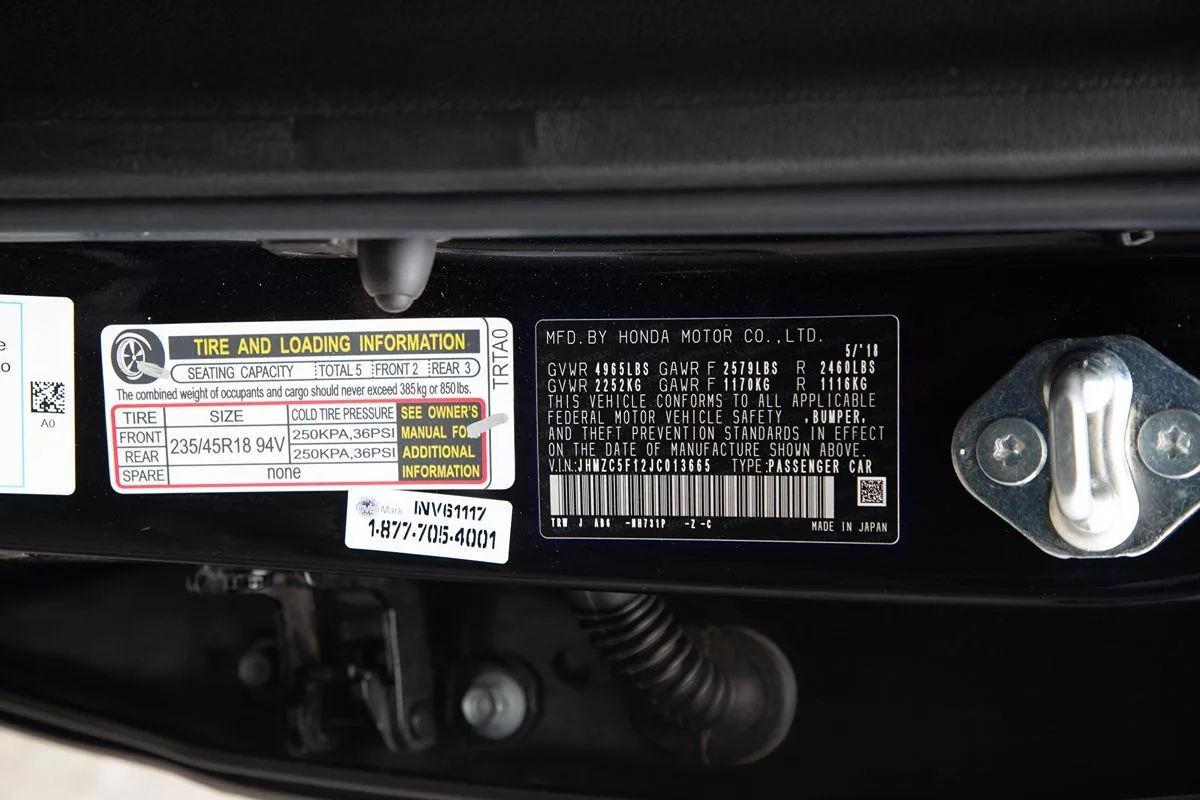 e
o
A0
TIRE AND LOADING INFORMATION
SEATING CAPACITY TOTAL 5 FRONT 2 REAR 3
The combined weight of occupants and cargo should never exceed 385 kg or 850 lbs.
TIRE SIZE COLD TIRE PRESSURE
FRONT 235/45R18 94V 250KPA,36PSI
REAR 250KPA,36PSI
SPARE none
SEE OWNER'S
MANUAL FOR
ADDITIONAL
INFORMATION
TRTA0
Mark INV61117
1-877-705-4001
MFD. BY HONDA MOTOR CO.,LTD.
5/'18
GVWR 4965LBS GAWR F 2579LBS R 2460LBS
GVWR 2252KG GAWR F 1170KG R 1116KG
THIS VEHICLE CONFORMS TO ALL APPLICABLE
FEDERAL MOTOR VEHICLE SAFETY ,BUMPER,
AND THEFT PREVENTION STANDARDS IN EFFECT
ON THE DATE OF MANUFACTURE SHOWN ABOVE.
V.I.N.:JHMZC5F12JC013665 TYPE:PASSENGER CAR
TRW J AB6 -NH731P -Z -C
MADE IN JAPAN